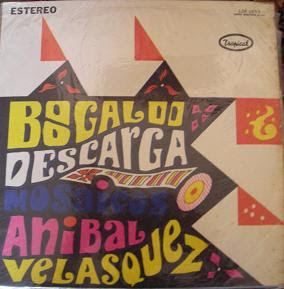 ESTEREO
Tropical
BOGALOO
DESCARGA
MOSAICOS
ANIBAL
VELASQUEZ